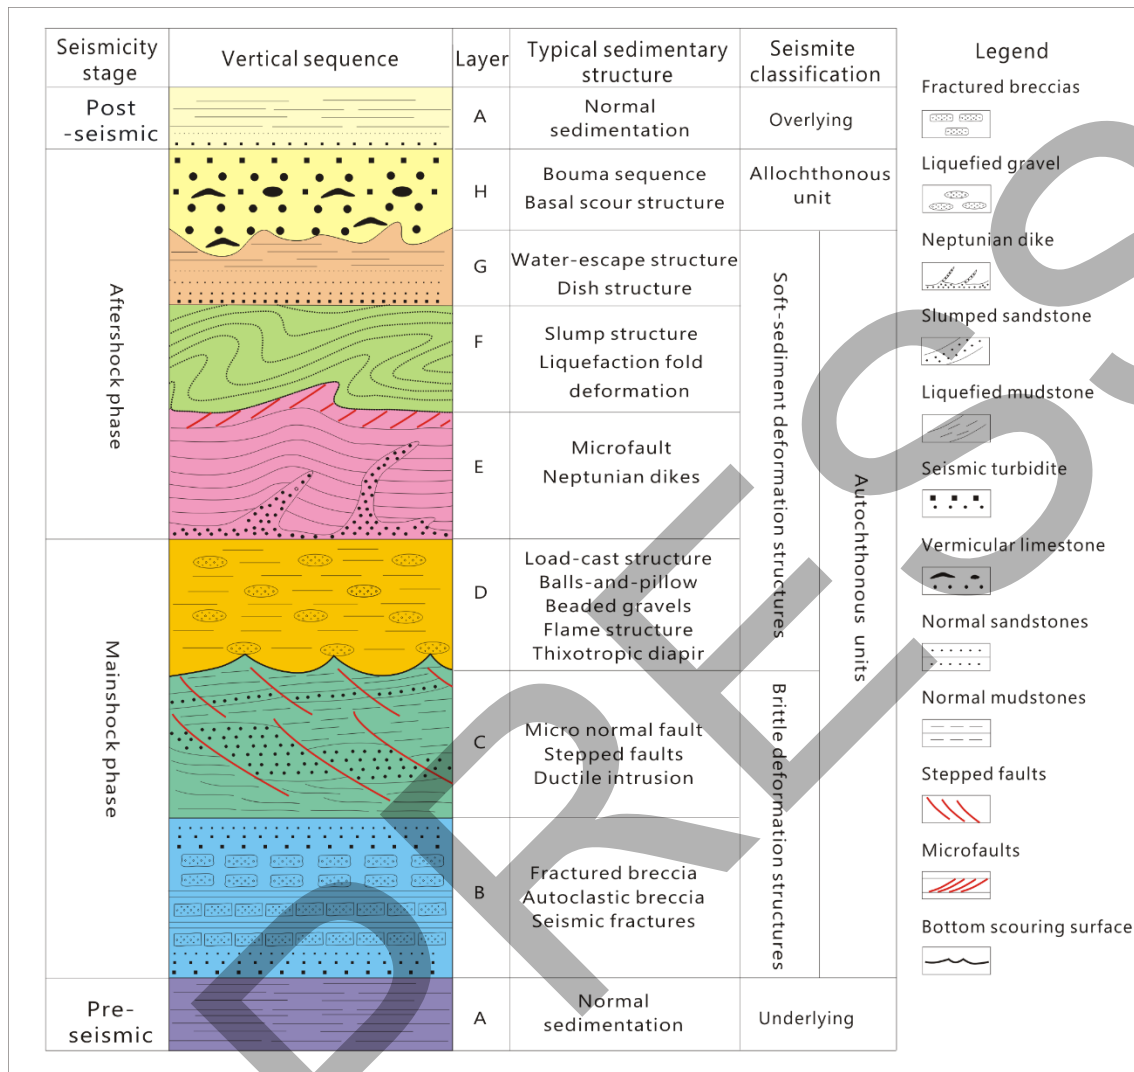 Seismicity
stage
Vertical sequence
Layer
Typical sedimentary
structure
Seismite
classification
Post
-seismic
A
Normal
sedimentation
Overlying
Aftershock phase
H
Bouma sequence
Basal scour structure
Allochthonous
unit
G
Water-escape structure
Dish structure
F
Slump structure
Liquefaction fold
deformation
E
Microfault
Neptunian dikes
Soft-sediment deformation structures
Autochthonous units
Mainshock phase
D
Load-cast structure
Balls-and-pillow
Beaded gravels
Flame structure
Thixotropic diapir
C
Micro normal fault
Stepped faults
Ductile intrusion
Brittle deformation structures
B
Fractured breccia
Autoclastic breccia
Seismic fractures
Pre-
seismic
A
Normal
sedimentation
Underlying
Legend
Fractured breccias
Liquefied gravel
Neptunian dike
Slumped sandstone
Liquefied mudstone
Seismic turbidite
Vermicular limestone
Normal sandstones
Normal mudstones
Stepped faults
Microfaults
Bottom scouring surface
PRESS